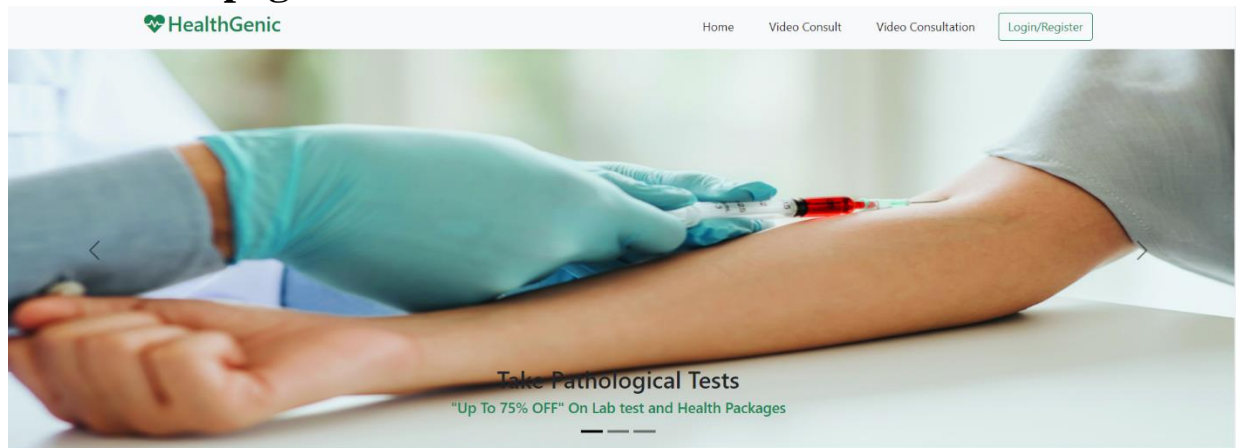 HealthGenic
Home
Video Consult
Video Consultation
Login/Register
Take Pathological Tests
"Up To 75% OFF" On Lab test and Health Packages